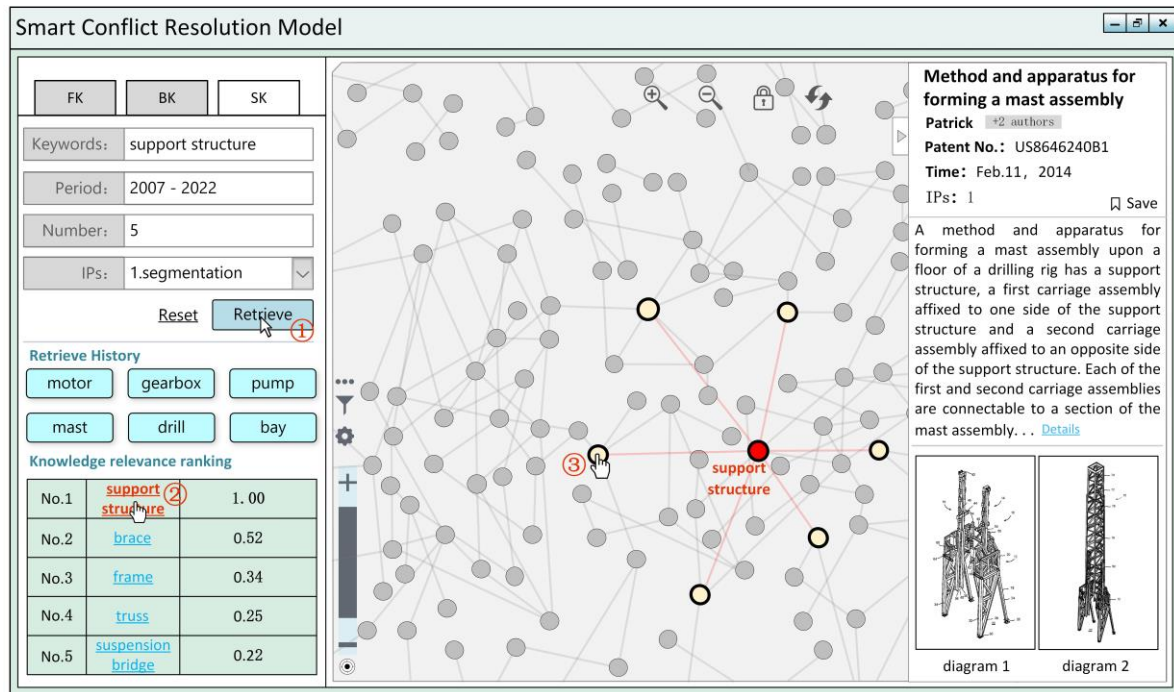 Smart Conflict Resolution Model
FK
BK
SK
Keywords:
support structure
Period:
2007 - 2022
Number:
5
IPs:
1.segmentation
Reset
Retrieve
①
Retrieve History
motor
gearbox
pump
mast
drill
bay
Knowledge relevance ranking
No.1
support
structure
②
1.00
No.2
brace
0.52
No.3
frame
0.34
No.4
truss
0.25
No.5
suspension
bridge
0.22
③
support
structure
Method and apparatus for
forming a mast assembly
Patrick +2 authors
Patent No.: US8646240B1
Time: Feb.11, 2014
IPs: 1
Save
A method and apparatus for
forming a mast assembly upon a
floor of a drilling rig has a support
structure, a first carriage assembly
affixed to one side of the support
structure and a second carriage
assembly affixed to an opposite side
of the support structure. Each of the
first and second carriage assemblies
are connectable to a section of the
mast assembly. . . Details
diagram 1
diagram 2